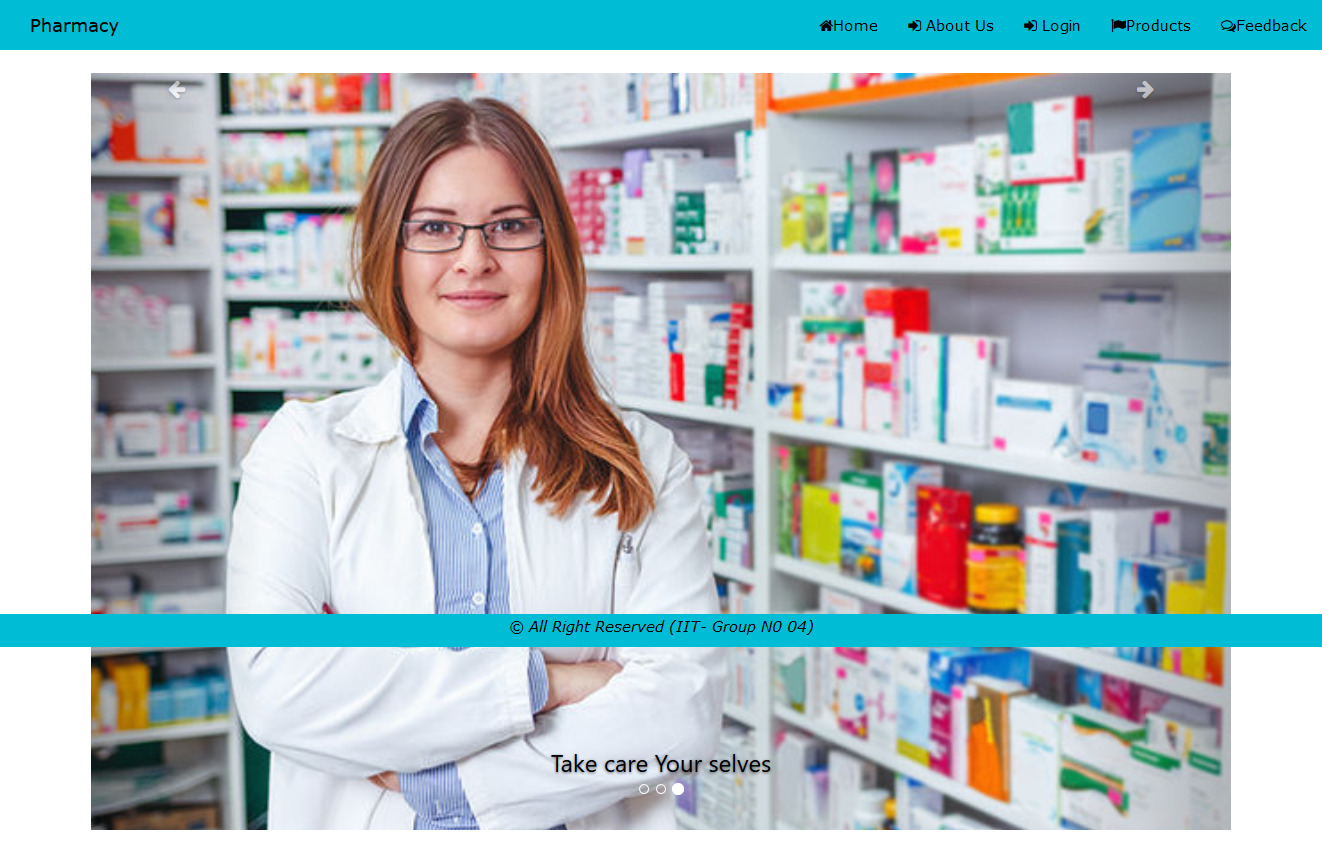 Pharmacy
Home About Us Login Products Feedback
© All Right Reserved (IIT- Group N0 04)
Take care Your selves